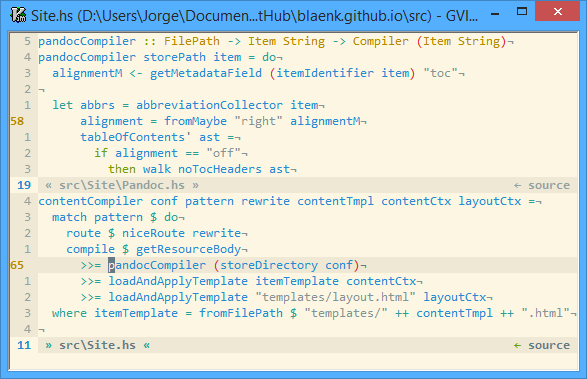 Site.hs (D:\Users\Jorge\Documen...tHub\blaenk.github.io\src) - GVI...
5 pandocCompiler :: FilePath -> Item String -> Compiler (Item String)¬
4 pandocCompiler storePath item = do¬
3   alignmentM <- getMetadataField (itemIdentifier item) "toc"¬
2 ¬
1   let abbrs = abbreviationCollector item¬
58       alignment = fromMaybe "right" alignmentM¬
1       tableOfContents' ast =¬
2         if alignment == "off"¬
3           then walk noTocHeaders ast¬
19 « src\Site\Pandoc.hs » ← source
4 contentCompiler conf pattern rewrite contentTmpl contentCtx layoutCtx =¬
3   match pattern $ do¬
2     route $ niceRoute rewrite¬
1     compile $ getResourceBody¬
65       >>= pandocCompiler (storeDirectory conf)¬
1       >>= loadAndApplyTemplate itemTemplate contentCtx¬
2       >>= loadAndApplyTemplate "templates/layout.html" layoutCtx¬
3   where itemTemplate = fromFilePath $ "templates/" ++ contentTmpl ++ ".html"¬
4 ¬
11 » src\Site.hs « ← source